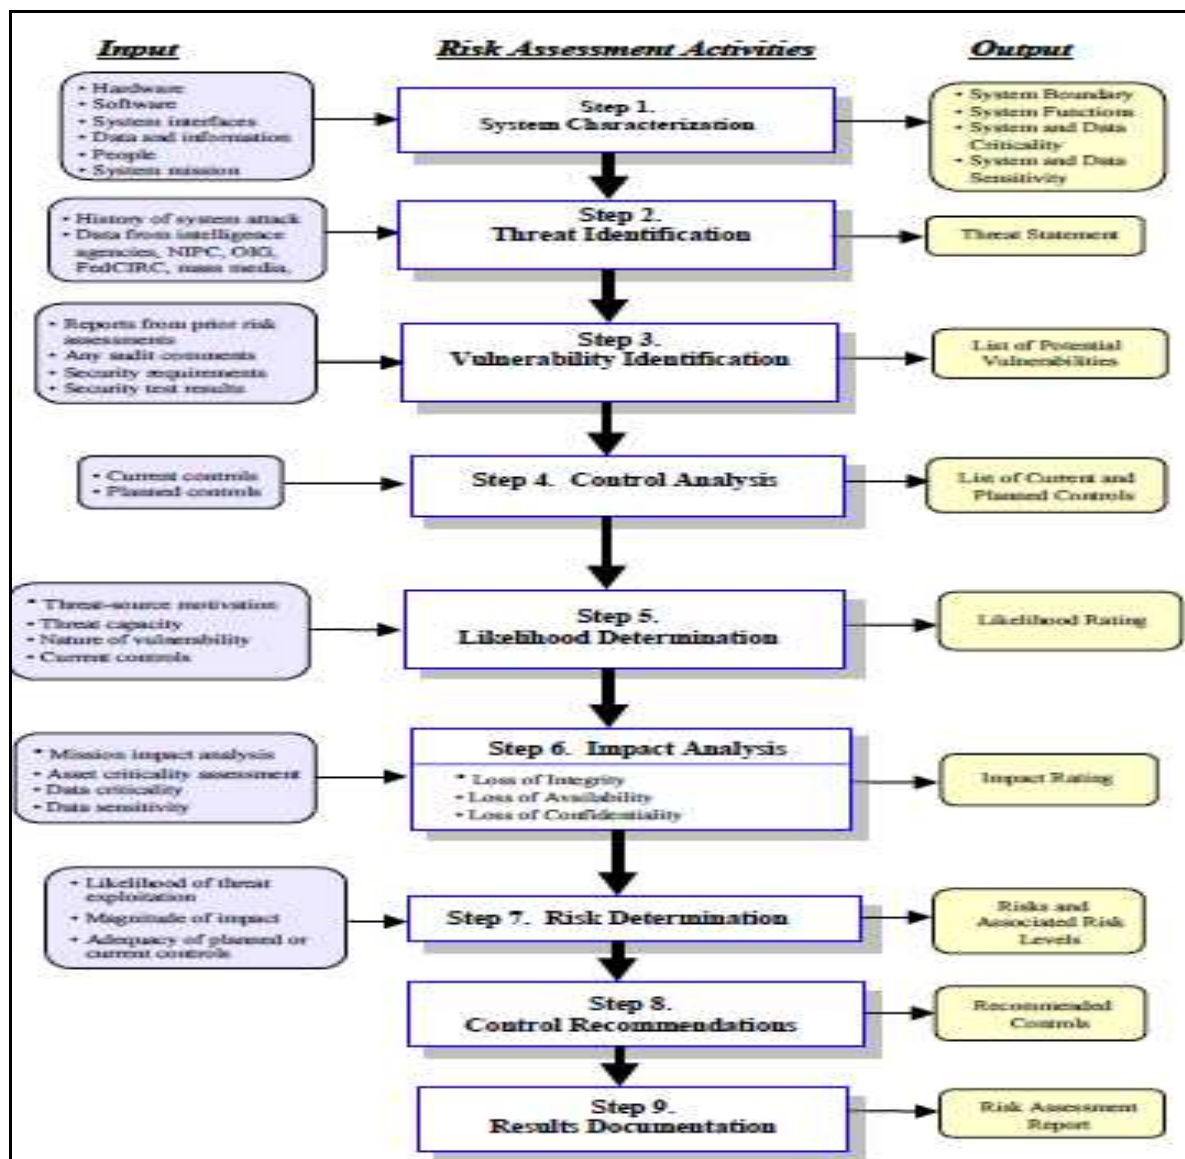 Input
Risk Assessment Activities
Output
• Hardware
• Software
• System interfaces
• Data and information
• People
• System mission
Step 1.
System Characterization
• System Boundary
• System Functions
• System and Data
Criticality
• System and Data
Sensitivity
• History of system attack
• Data from intelligence
agencies, NIPC, OIG,
FedCIRC, mass media,
Step 2.
Threat Identification
Threat Statement
• Reports from prior risk
assessments
• Any audit comments
• Security requirements
• Security test results
Step 3.
Vulnerability Identification
List of Potential
Vulnerabilities
• Current controls
• Planned controls
Step 4. Control Analysis
List of Current and
Planned Controls
• Threat-source motivation
• Threat capacity
• Nature of vulnerability
• Current controls
Step 5.
Likelihood Determination
Likelihood Rating
• Mission impact analysis
• Asset criticality assessment
• Data criticality
• Data sensitivity
Step 6. Impact Analysis
• Loss of Integrity
• Loss of Availability
• Loss of Confidentiality
Impact Rating
• Likelihood of threat
exploitation
• Magnitude of impact
• Adequacy of planned or
current controls
Step 7. Risk Determination
Risks and
Associated Risk
Levels
Step 8.
Control Recommendations
Recommended
Controls
Step 9.
Results Documentation
Risk Assessment
Report